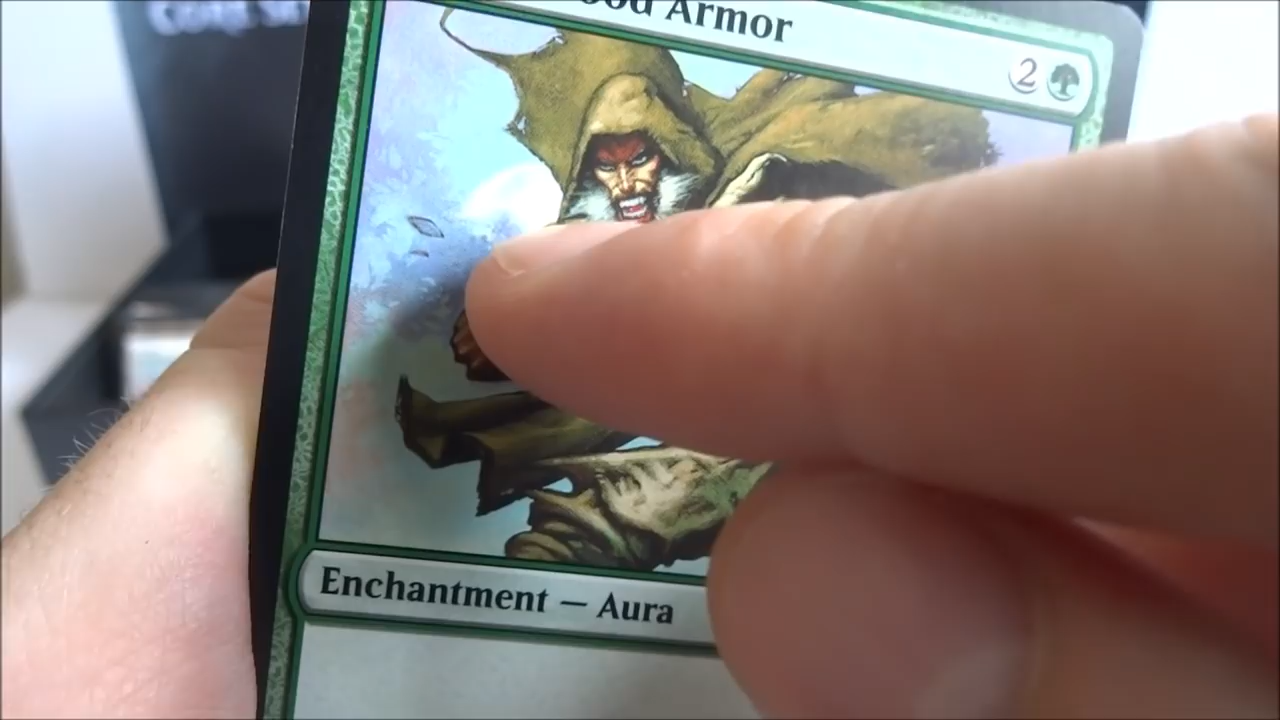 ood Armor
2
Enchantment — Aura